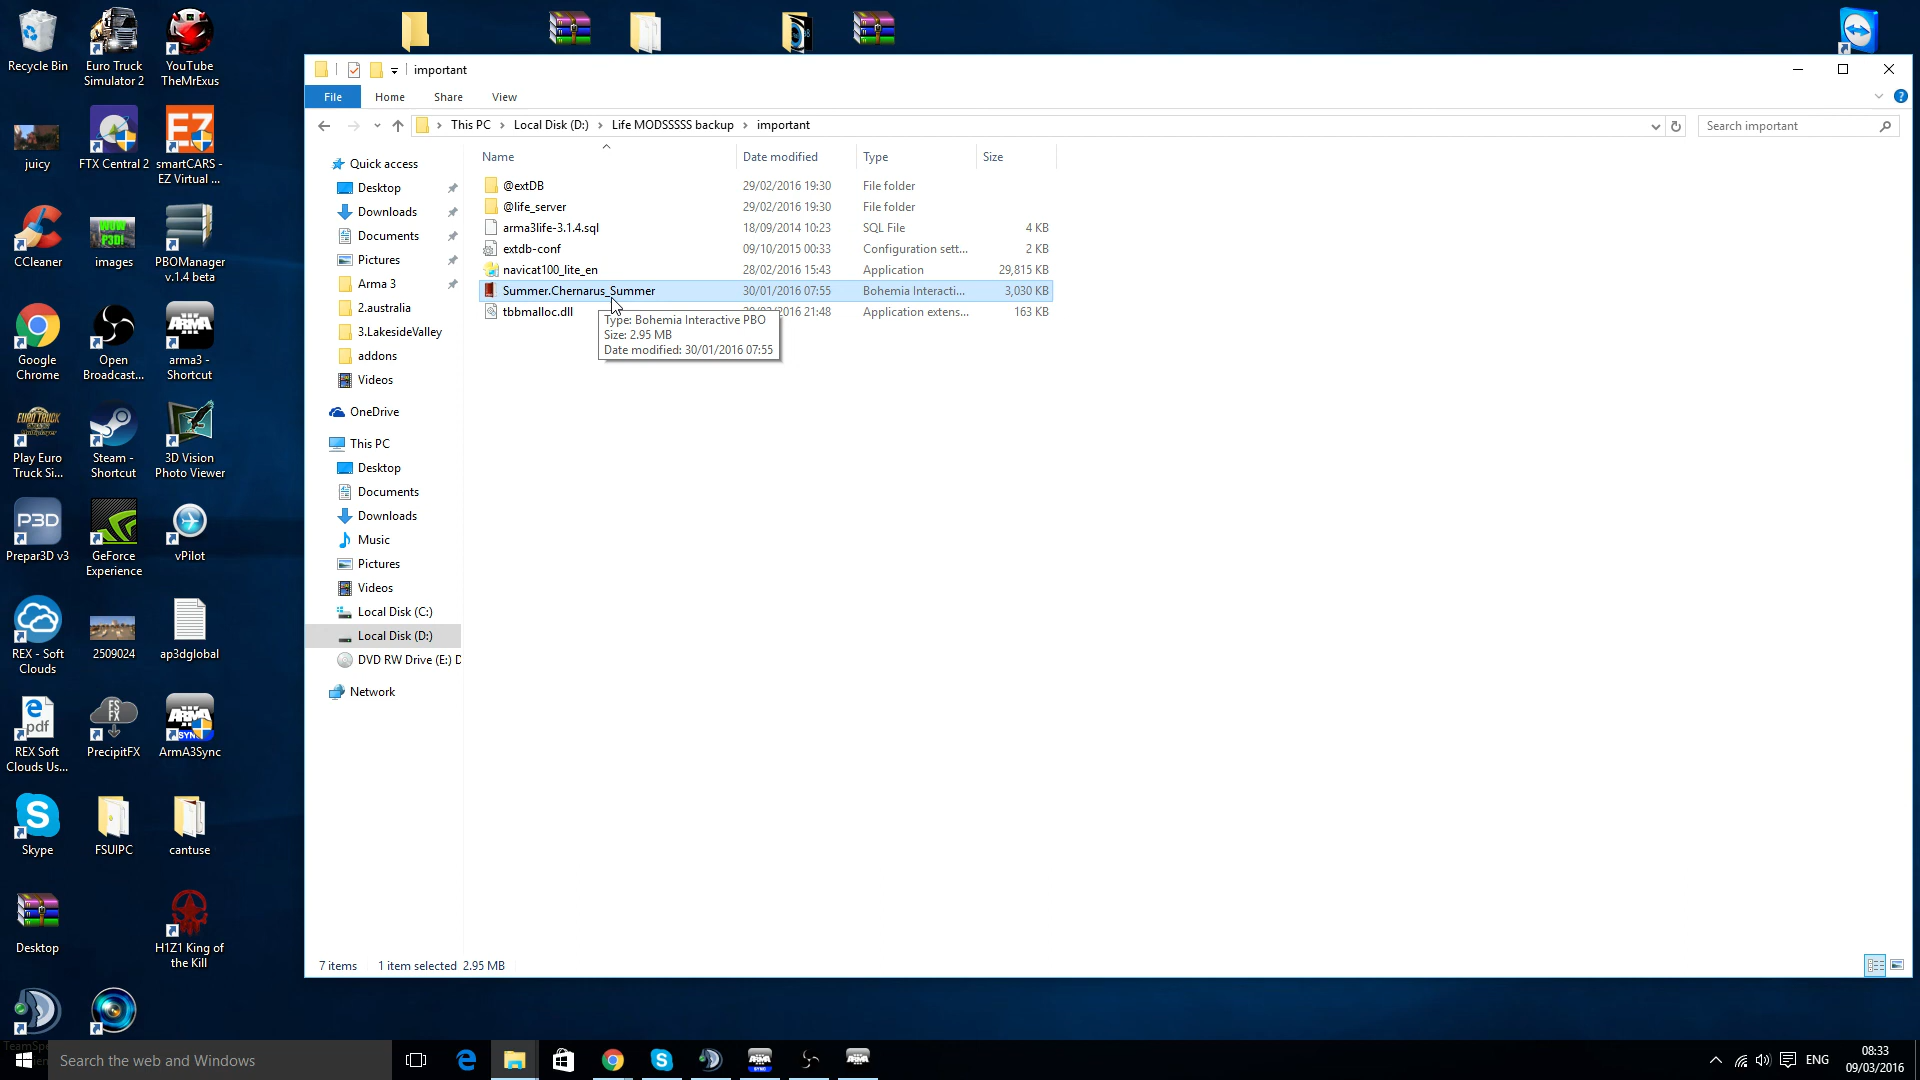 Recycle Bin
Euro Truck
Simulator 2
YouTube
TheMrExus
juicy
FTX Central 2
smartCARS -
EZ Virtual ...
CCleaner
images
PBOManager
v.1.4 beta
Google
Chrome
Open
Broadcast...
arma3 -
Shortcut
Play Euro
Truck Si...
Steam -
Shortcut
3D Vision
Photo Viewer
P3D
Prepar3D v3
GeForce
Experience
vPilot
REX - Soft
Clouds
2509024
ap3dglobal
REX Soft
Clouds Us...
PrecipitFX
ArmA3Sync
Skype
FSUIPC
cantuse
Desktop
H1Z1 King of
the Kill
important
File
Home
Share
View
This PC
Local Disk (D:)
Life MODSSSSS backup
important
Search important
Quick access
Desktop
Downloads
Documents
Pictures
Arma 3
2.australia
3.LakesideValley
addons
Videos
OneDrive
This PC
Desktop
Documents
Downloads
Music
Pictures
Videos
Local Disk (C:)
Local Disk (D:)
DVD RW Drive (E:) D
Network
Name Date modified Type Size
@extDB 29/02/2016 19:30 File folder
@life_server 29/02/2016 19:30 File folder
arma3life-3.1.4.sql 18/09/2014 10:23 SQL File 4 KB
extdb-conf 09/10/2015 00:33 Configuration sett... 2 KB
navicat100_lite_en 28/02/2016 15:43 Application 29,815 KB
Summer.Chernarus_Summer 30/01/2016 07:55 Bohemia Interacti... 3,030 KB
tbbmalloc.dll 2016 21:48 Application extens... 163 KB
Type: Bohemia Interactive PBO
Size: 2.95 MB
Date modified: 30/01/2016 07:55
7 items 1 item selected 2.95 MB
Search the web and Windows
ENG
08:33
09/03/2016